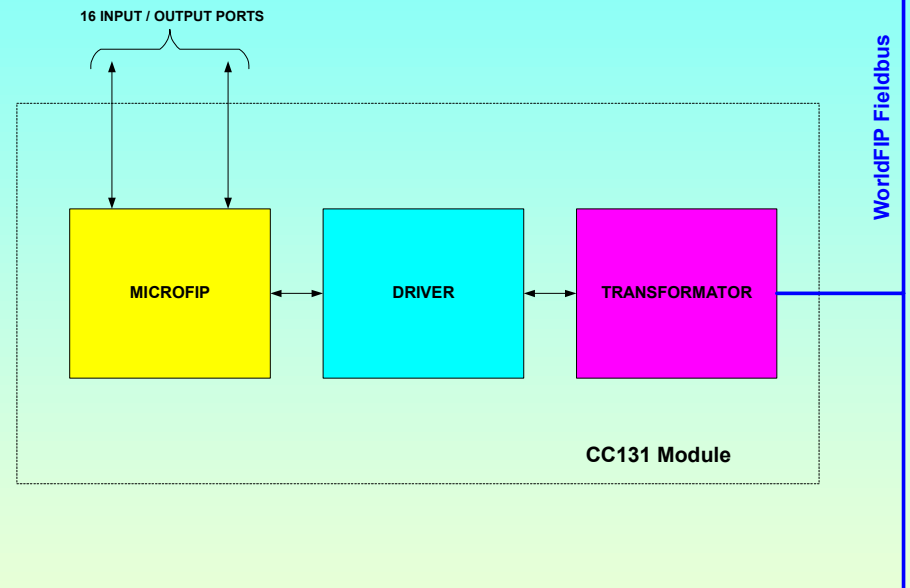 16 INPUT / OUTPUT PORTS
WorldFIP Fieldbus
MICROFIP
DRIVER
TRANSFORMATOR
CC131 Module